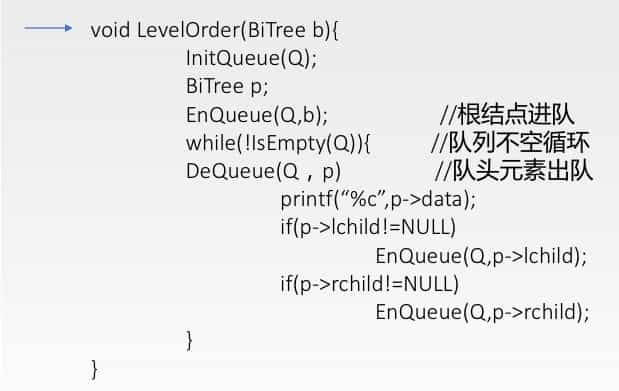 void LevelOrder(BiTree b){
InitQueue(Q);
BiTree p;
EnQueue(Q,b); //根结点进队
while(!IsEmpty(Q)){ //队列不空循环
DeQueue(Q，p) //队头元素出队
printf(“%c”,p->data);
if(p->lchild!=NULL)
EnQueue(Q,p->lchild);
if(p->rchild!=NULL)
EnQueue(Q,p->rchild);
}
}